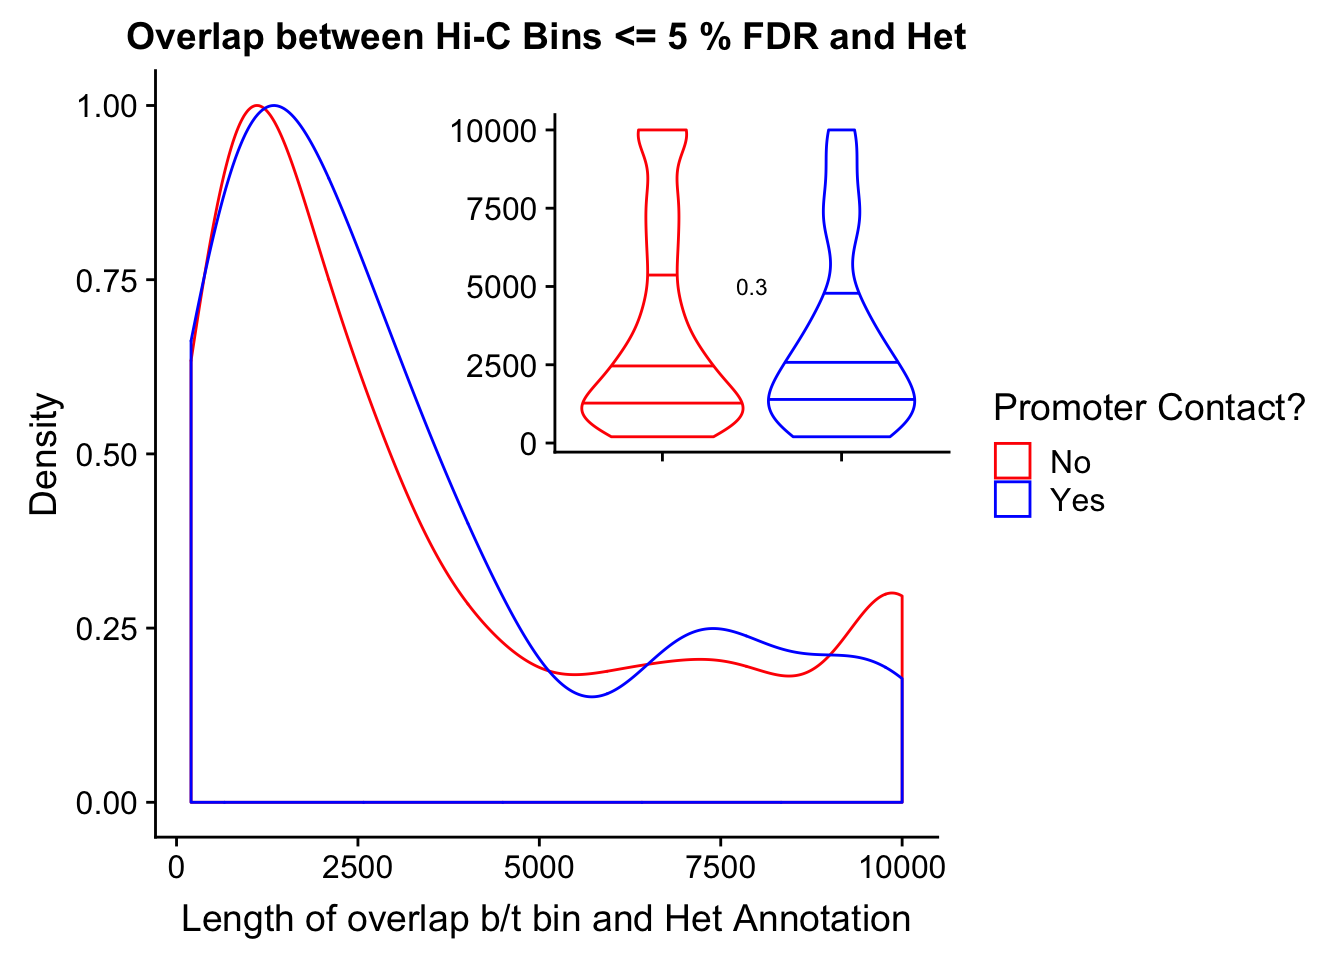 Overlap between Hi-C Bins <= 5 % FDR and Het
1.00
0.75
0.50
0.25
0.00
Density
0
2500
5000
7500
10000
Length of overlap b/t bin and Het Annotation
10000
7500
5000
2500
0
0.3
Promoter Contact?
No
Yes